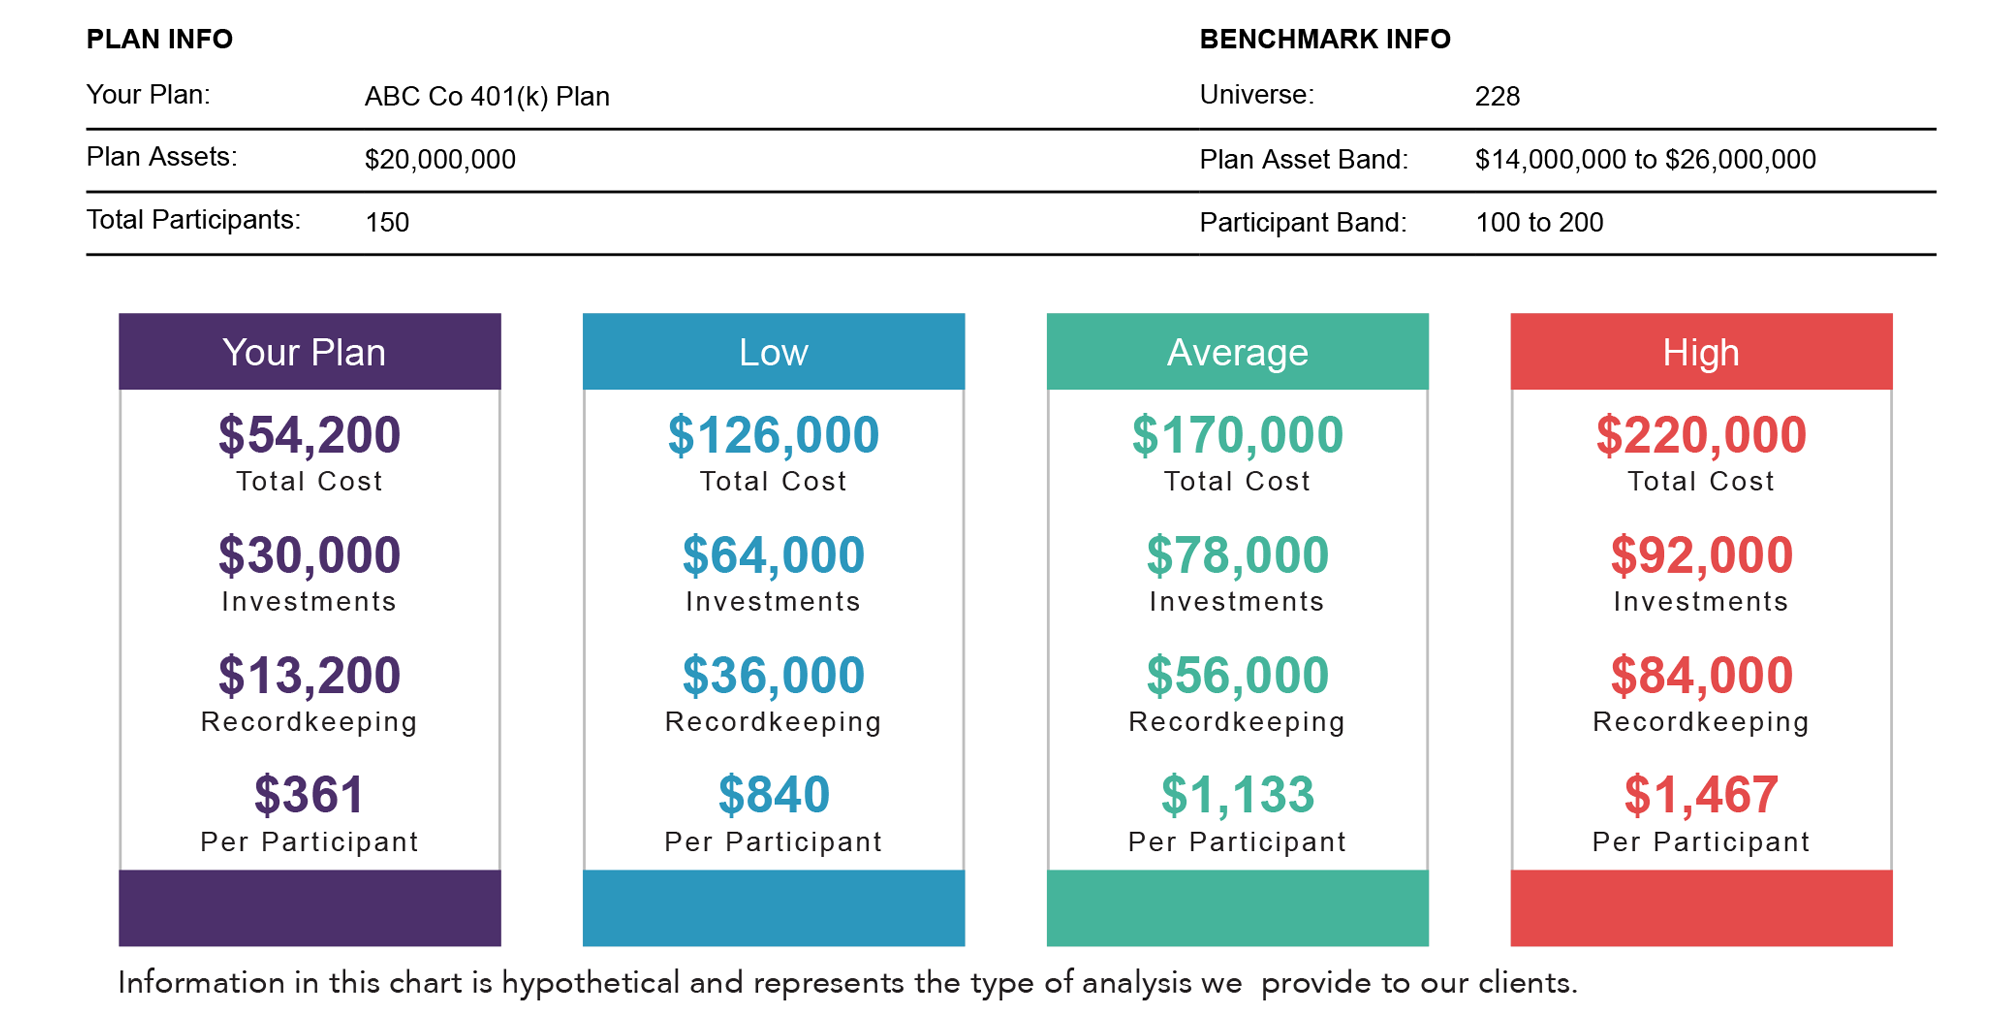 PLAN INFO
Your Plan: ABC Co 401(k) Plan
Plan Assets: $20,000,000
Total Participants: 150
BENCHMARK INFO
Universe: 228
Plan Asset Band: $14,000,000 to $26,000,000
Participant Band: 100 to 200
Your Plan
$54,200
Total Cost
$30,000
Investments
$13,200
Recordkeeping
$361
Per Participant
Low
$126,000
Total Cost
$64,000
Investments
$36,000
Recordkeeping
$840
Per Participant
Average
$170,000
Total Cost
$78,000
Investments
$56,000
Recordkeeping
$1,133
Per Participant
High
$220,000
Total Cost
$92,000
Investments
$84,000
Recordkeeping
$1,467
Per Participant
Information in this chart is hypothetical and represents the type of analysis we  provide to our clients.